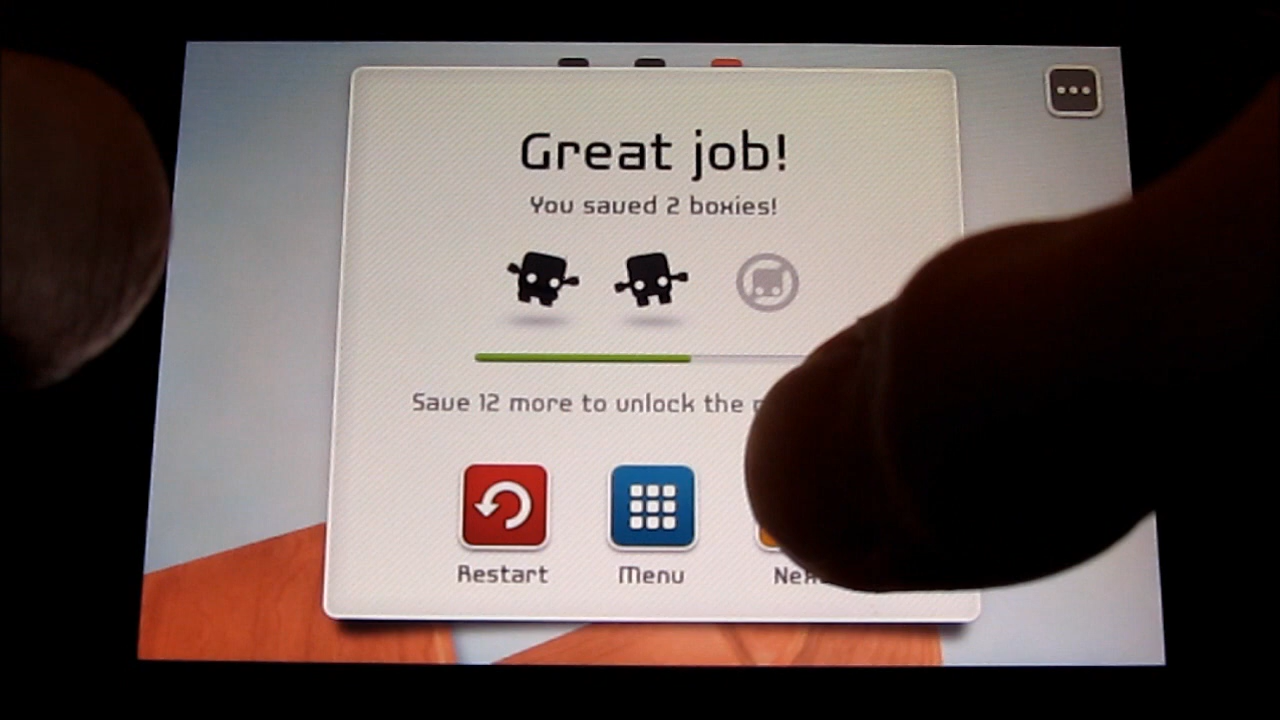 Great job!
You saved 2 boxies!
Save 12 more to unlock the
Restart
Menu